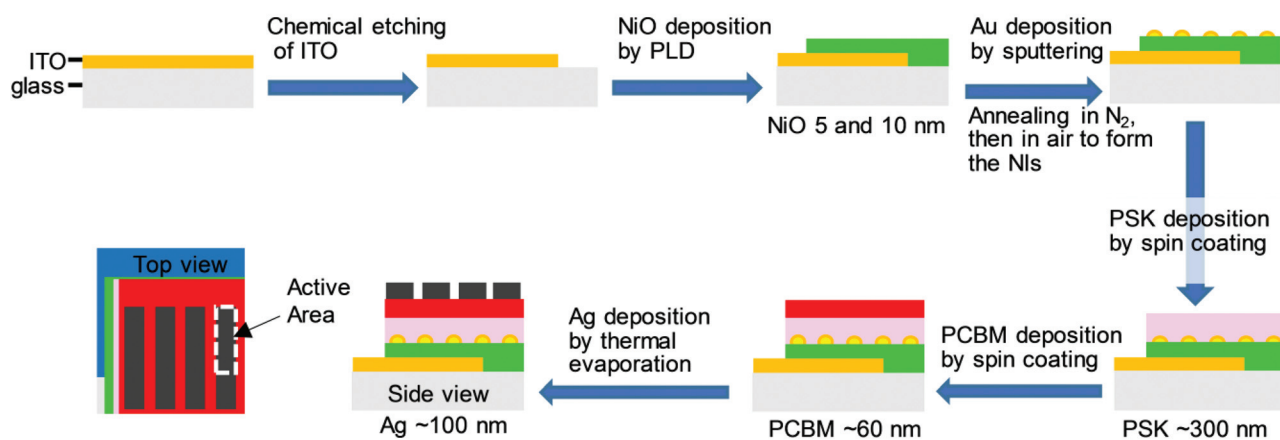 ITO
glass
Chemical etching
of ITO
NiO deposition
by PLD
NiO 5 and 10 nm
Au deposition
by sputtering
Annealing in N₂,
then in air to form
the NIs
PSK deposition
by spin coating
PSK ~300 nm
PCBM deposition
by spin coating
PCBM ~60 nm
Ag deposition
by thermal
evaporation
Side view
Ag ~100 nm
Top view
Active
Area